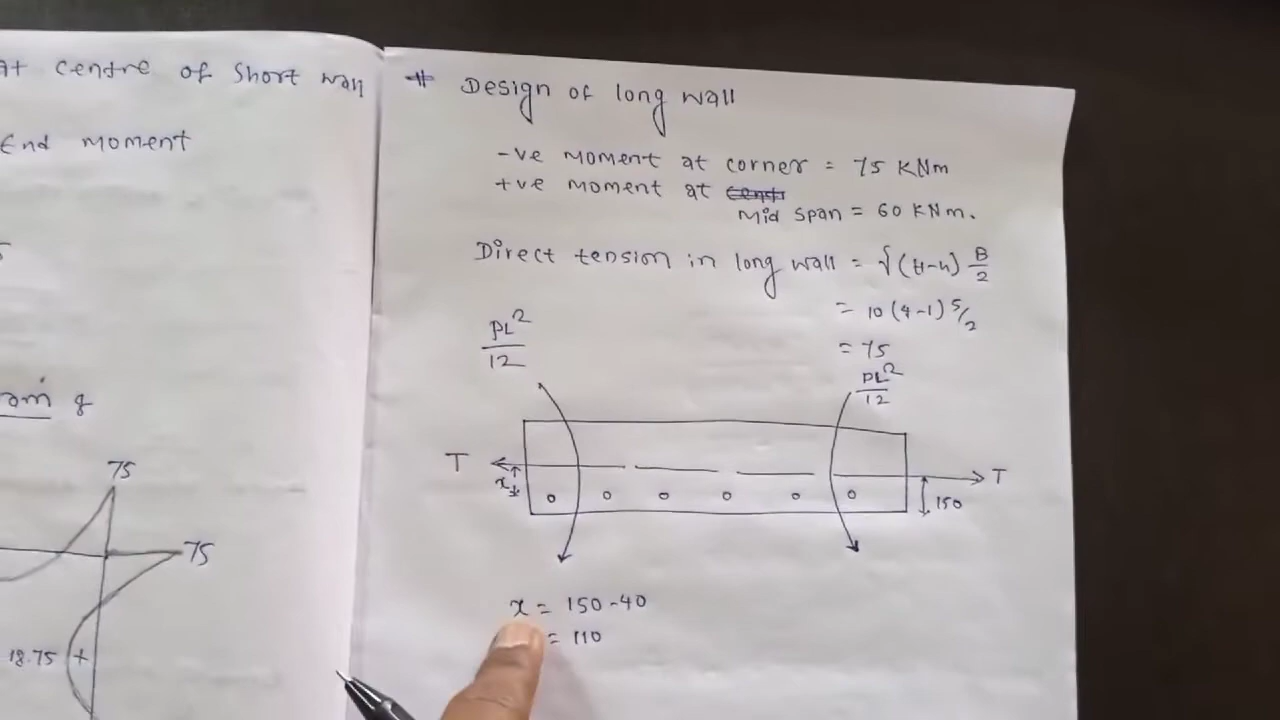 at centre of short wall
End moment
75
75
18.75 +
# Design of long wall
-ve moment at corner = 75 KNm
+ve moment at
mid span = 60 KNm.
Direct tension in long wall = √(H-h) B/2
= 10(4-1) 5/2
= 75
PL²/12
PL²/12
T
T
x
150
x = 150-40
= 110